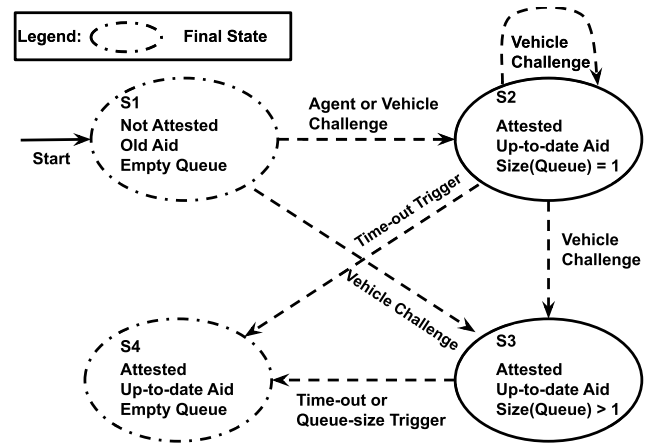 Legend: Final State
Vehicle
Challenge
S1
Not Attested
Old Aid
Empty Queue
Start
Agent or Vehicle
Challenge
S2
Attested
Up-to-date Aid
Size(Queue) = 1
Time-out Trigger
Vehicle
Challenge
Vehicle Challenge
S4
Attested
Up-to-date Aid
Empty Queue
Time-out or
Queue-size Trigger
S3
Attested
Up-to-date Aid
Size(Queue) > 1